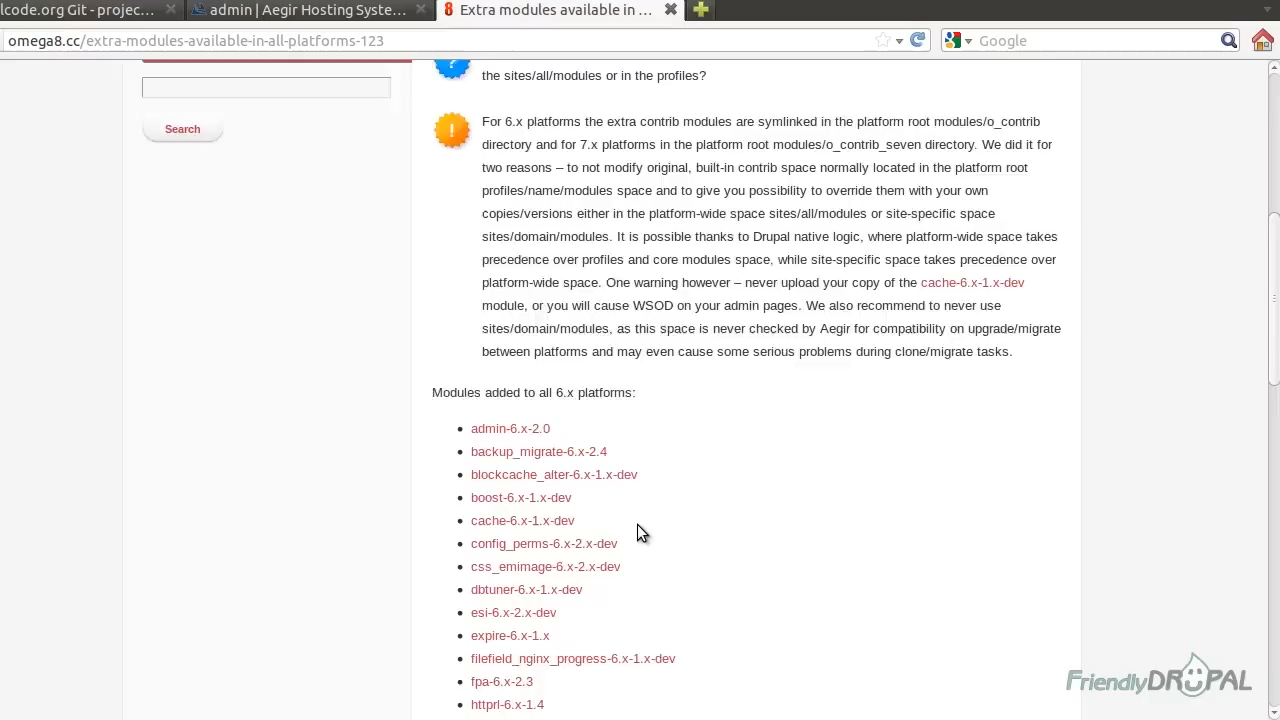 lcode.org Git - projec...
admin | Aegir Hosting Syste...
Extra modules available in ...
omega8.cc/extra-modules-available-in-all-platforms-123
Google
the sites/all/modules or in the profiles?
Search
For 6.x platforms the extra contrib modules are symlinked in the platform root modules/o_contrib
directory and for 7.x platforms in the platform root modules/o_contrib_seven directory. We did it for
two reasons – to not modify original, built-in contrib space normally located in the platform root
profiles/name/modules space and to give you possibility to override them with your own
copies/versions either in the platform-wide space sites/all/modules or site-specific space
sites/domain/modules. It is possible thanks to Drupal native logic, where platform-wide space takes
precedence over profiles and core modules space, while site-specific space takes precedence over
platform-wide space. One warning however – never upload your copy of the cache-6.x-1.x-dev
module, or you will cause WSOD on your admin pages. We also recommend to never use
sites/domain/modules, as this space is never checked by Aegir for compatibility on upgrade/migrate
between platforms and may even cause some serious problems during clone/migrate tasks.
Modules added to all 6.x platforms:
admin-6.x-2.0
backup_migrate-6.x-2.4
blockcache_alter-6.x-1.x-dev
boost-6.x-1.x-dev
cache-6.x-1.x-dev
config_perms-6.x-2.x-dev
css_emimage-6.x-2.x-dev
dbtuner-6.x-1.x-dev
esi-6.x-2.x-dev
expire-6.x-1.x
filefield_nginx_progress-6.x-1.x-dev
fpa-6.x-2.3
httprl-6.x-1.4
FriendlyDRUPAL